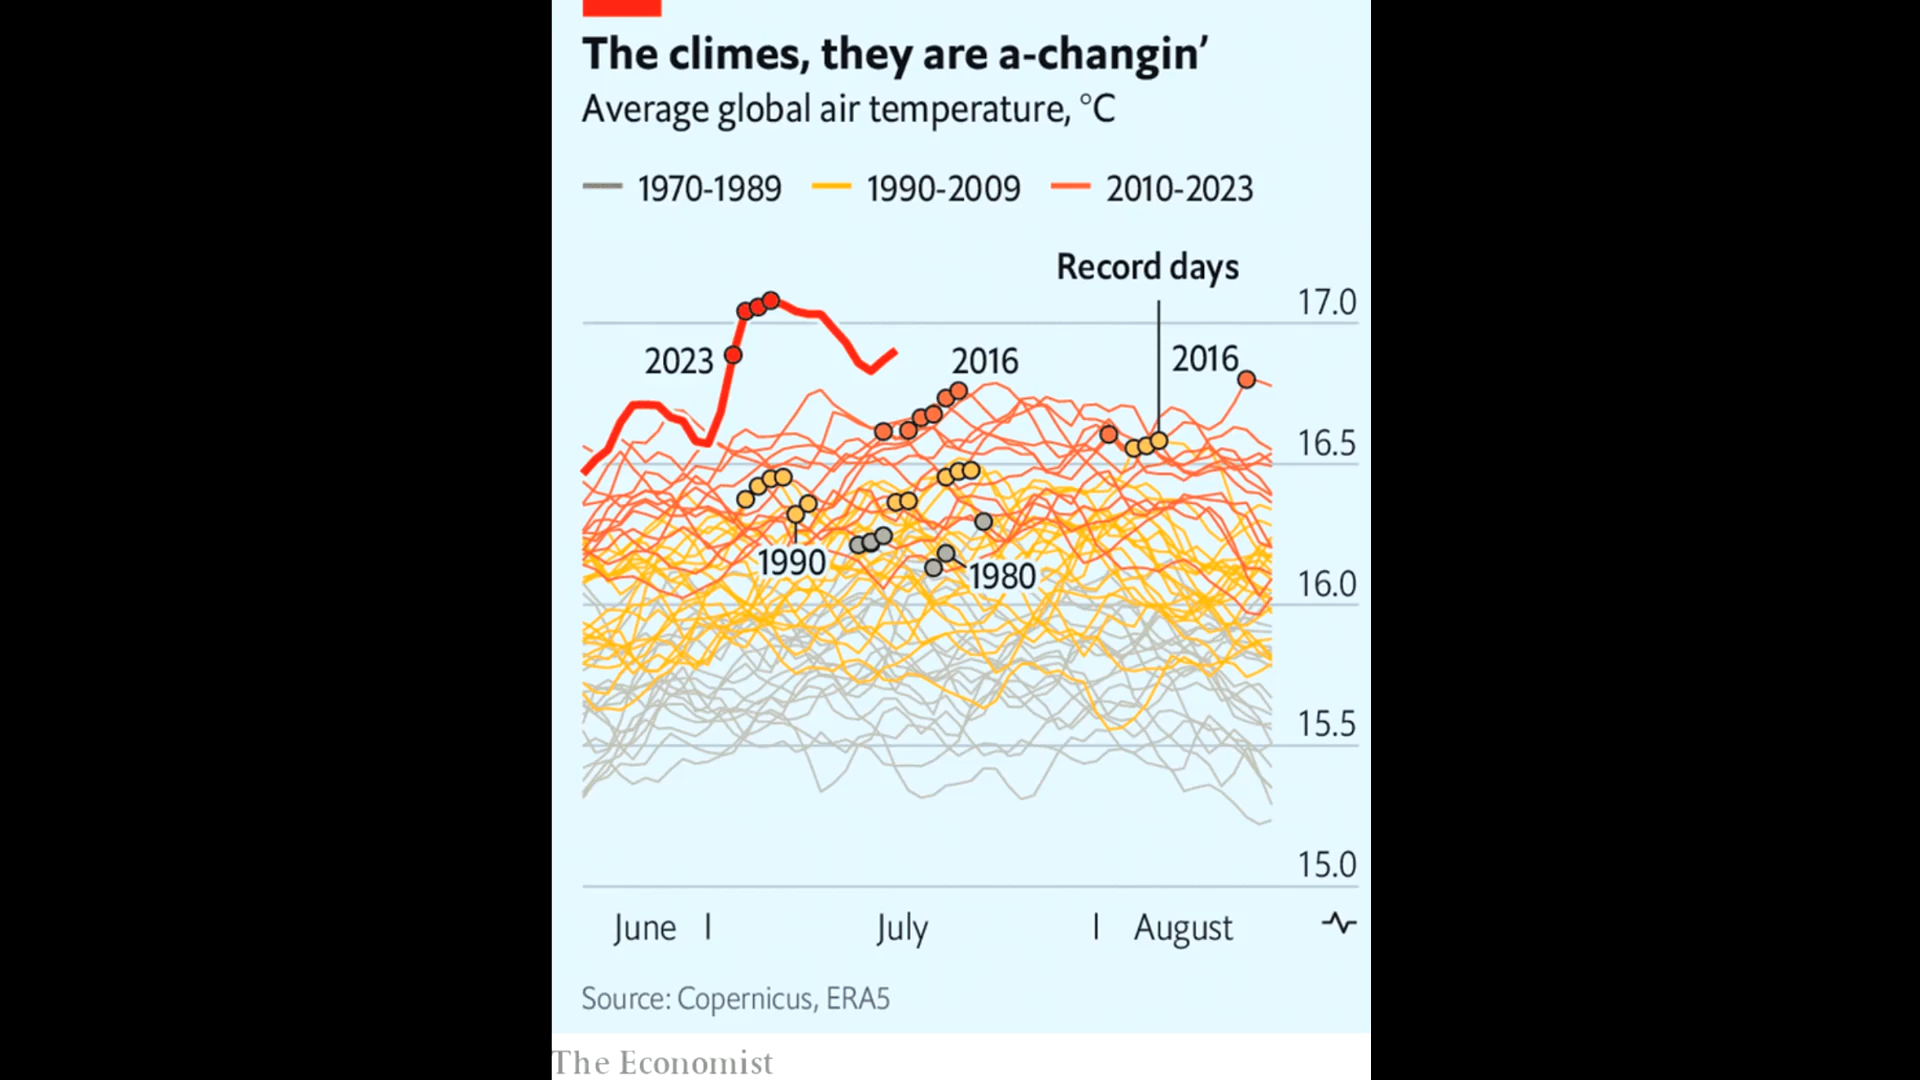 The climes, they are a-changin’
Average global air temperature, °C
1970-1989 1990-2009 2010-2023
Record days
17.0
2023 2016 2016
16.5
1990 1980
16.0
15.5
15.0
June July August
Source: Copernicus, ERA5
The Economist